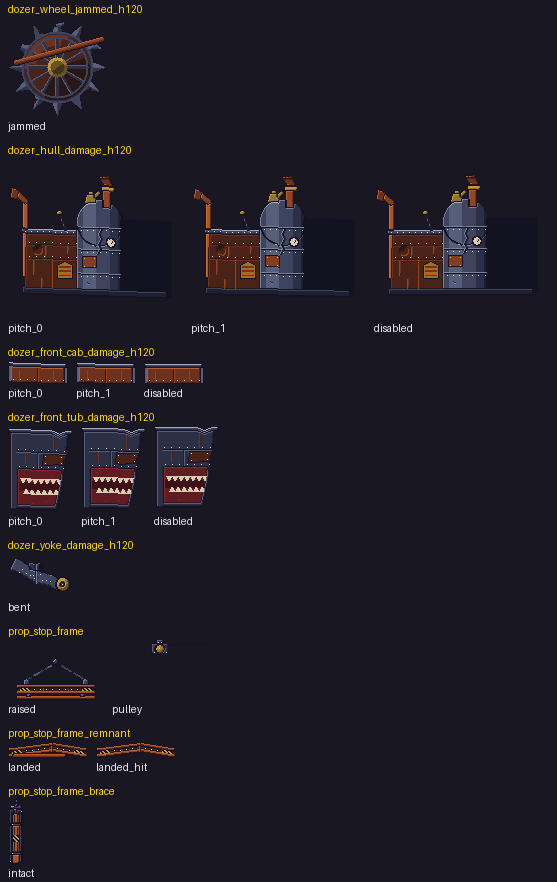 dozer_wheel_jammed_h120
jammed
dozer_hull_damage_h120
pitch_0 pitch_1 disabled
dozer_front_cab_damage_h120
pitch_0 pitch_1 disabled
dozer_front_tub_damage_h120
pitch_0 pitch_1 disabled
dozer_yoke_damage_h120
bent
prop_stop_frame
raised pulley
prop_stop_frame_remnant
landed landed_hit
prop_stop_frame_brace
intact